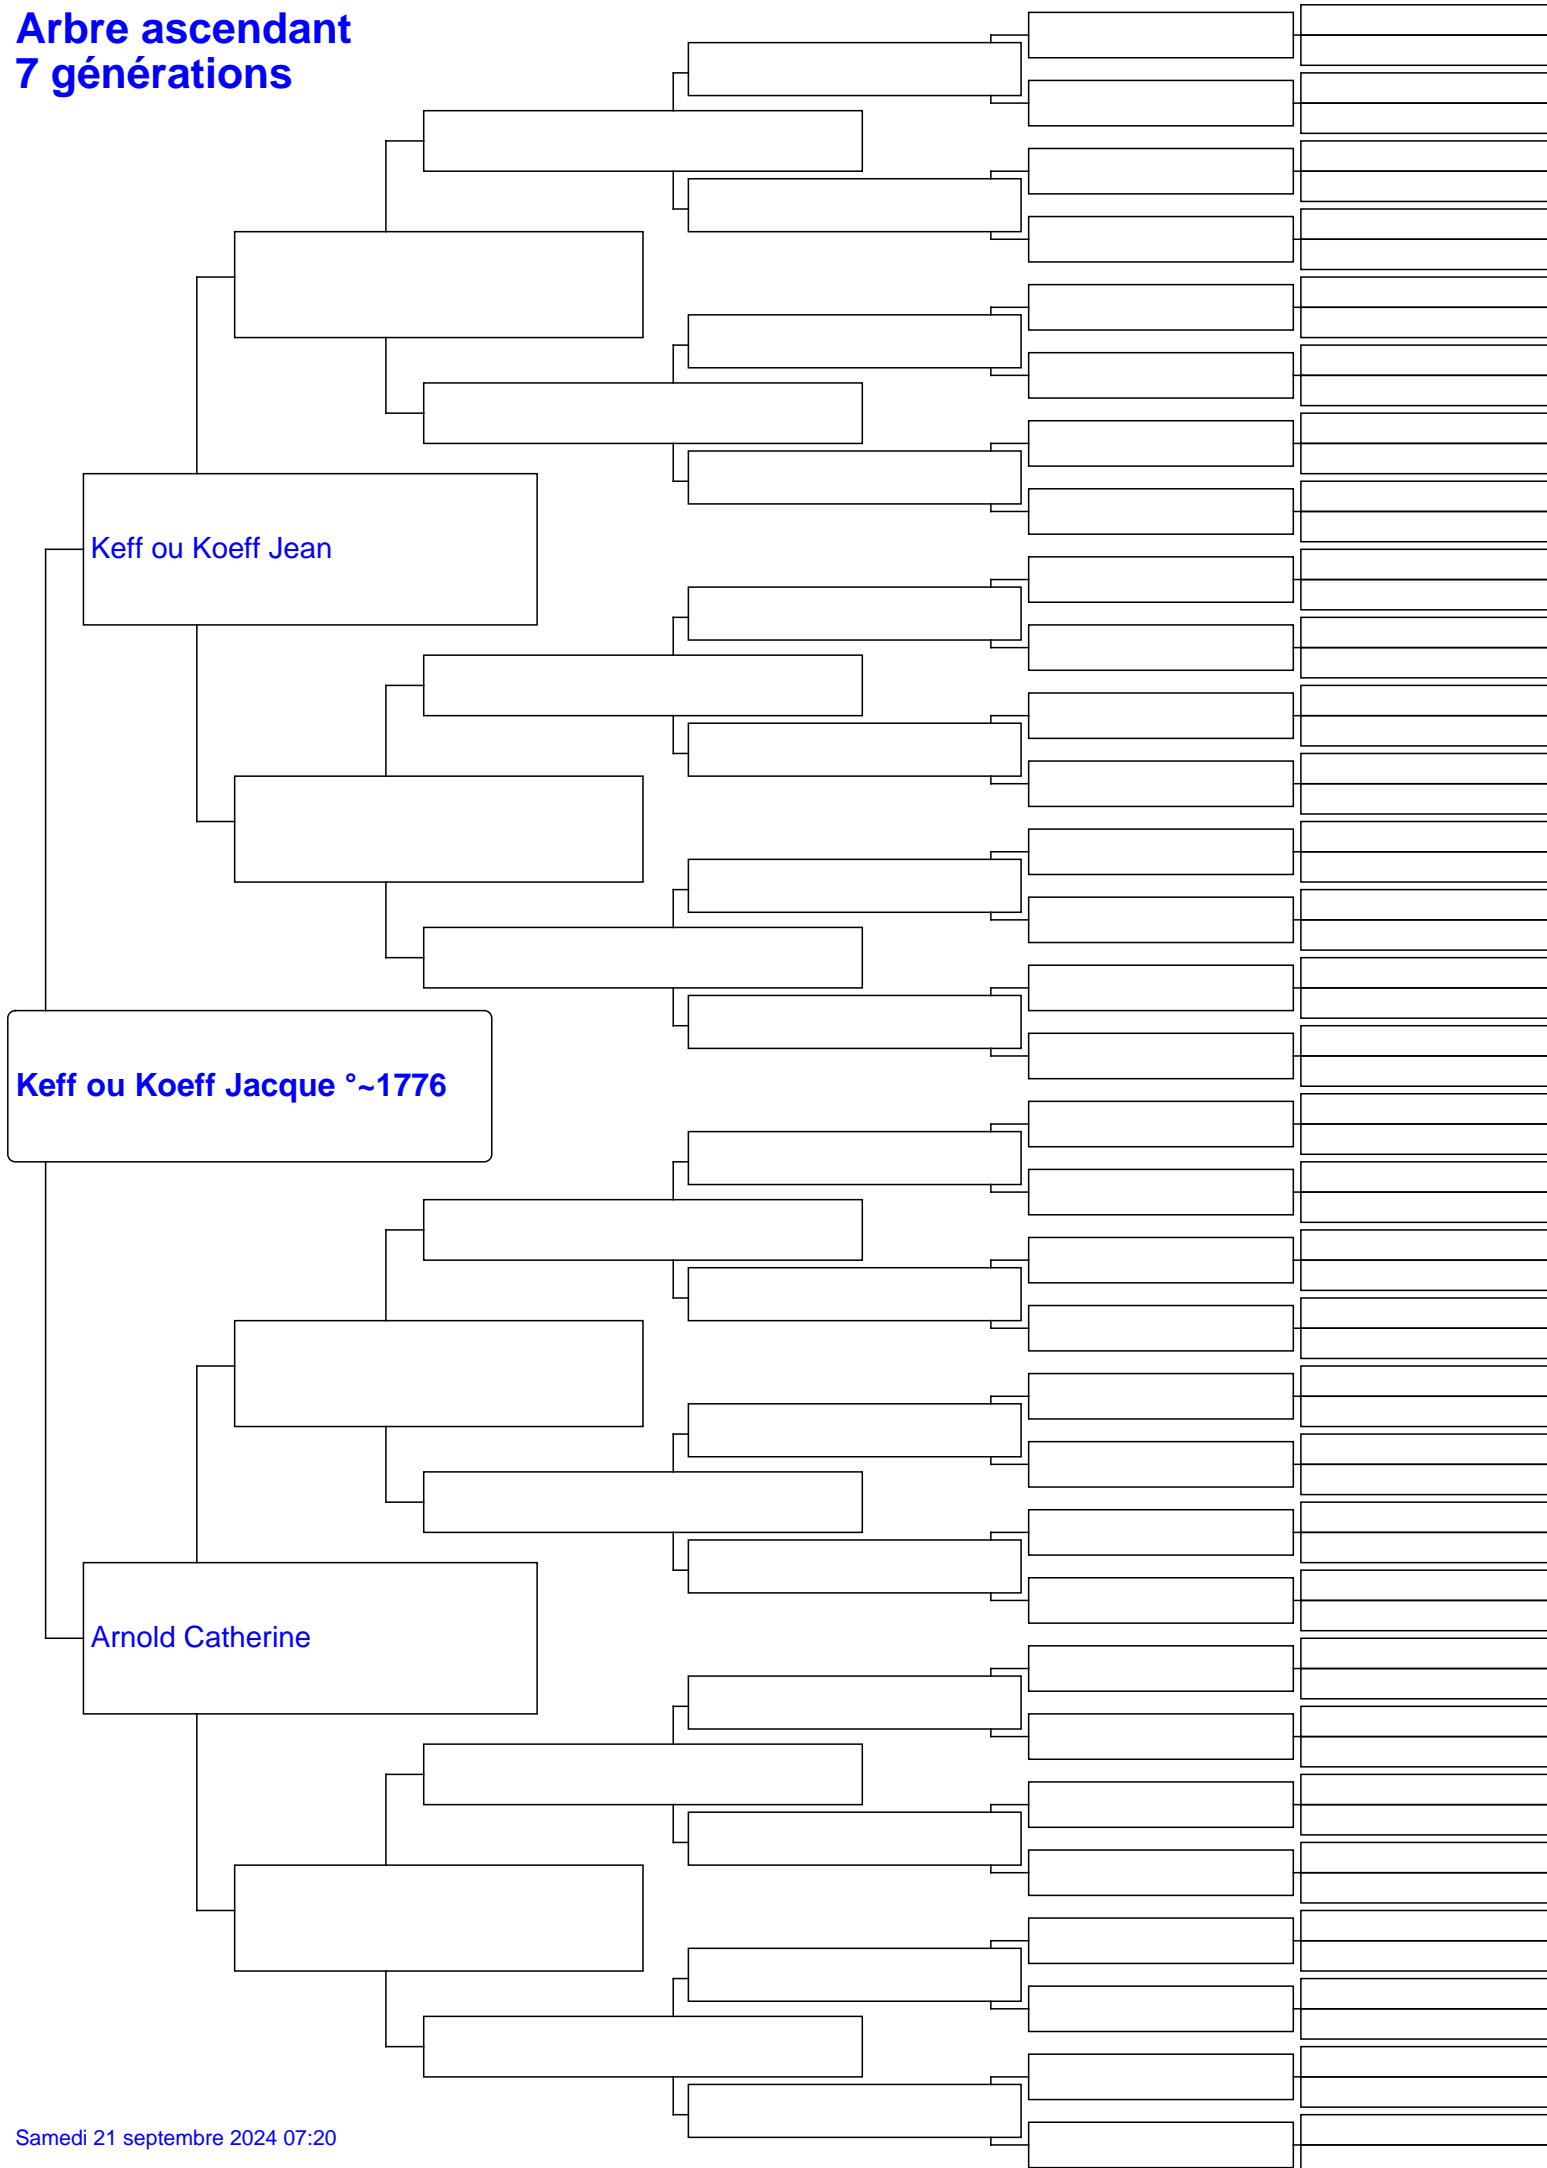 Arbre ascendant
7 générations
Keff ou Koeff Jean
Keff ou Koeff Jacque °~1776
Arnold Catherine
Samedi 21 septembre 2024 07:20